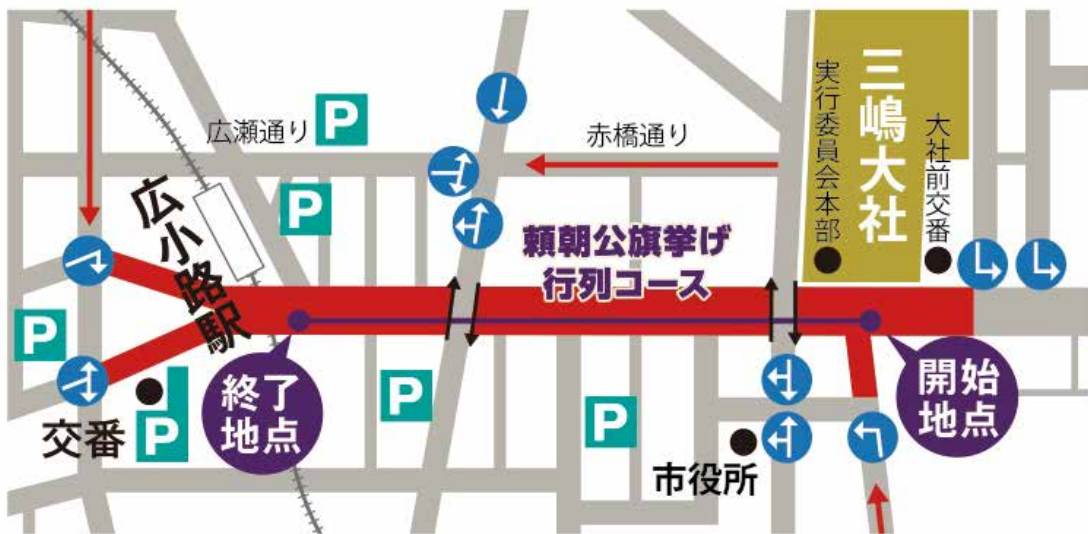 広瀬通り
P
赤橋通り
三嶋大社
実行委員会本部
大社前交番
P
広小路駅
頼朝公旗挙げ
行列コース
P
終了
地点
P
P
開始
地点
交番
P
市役所